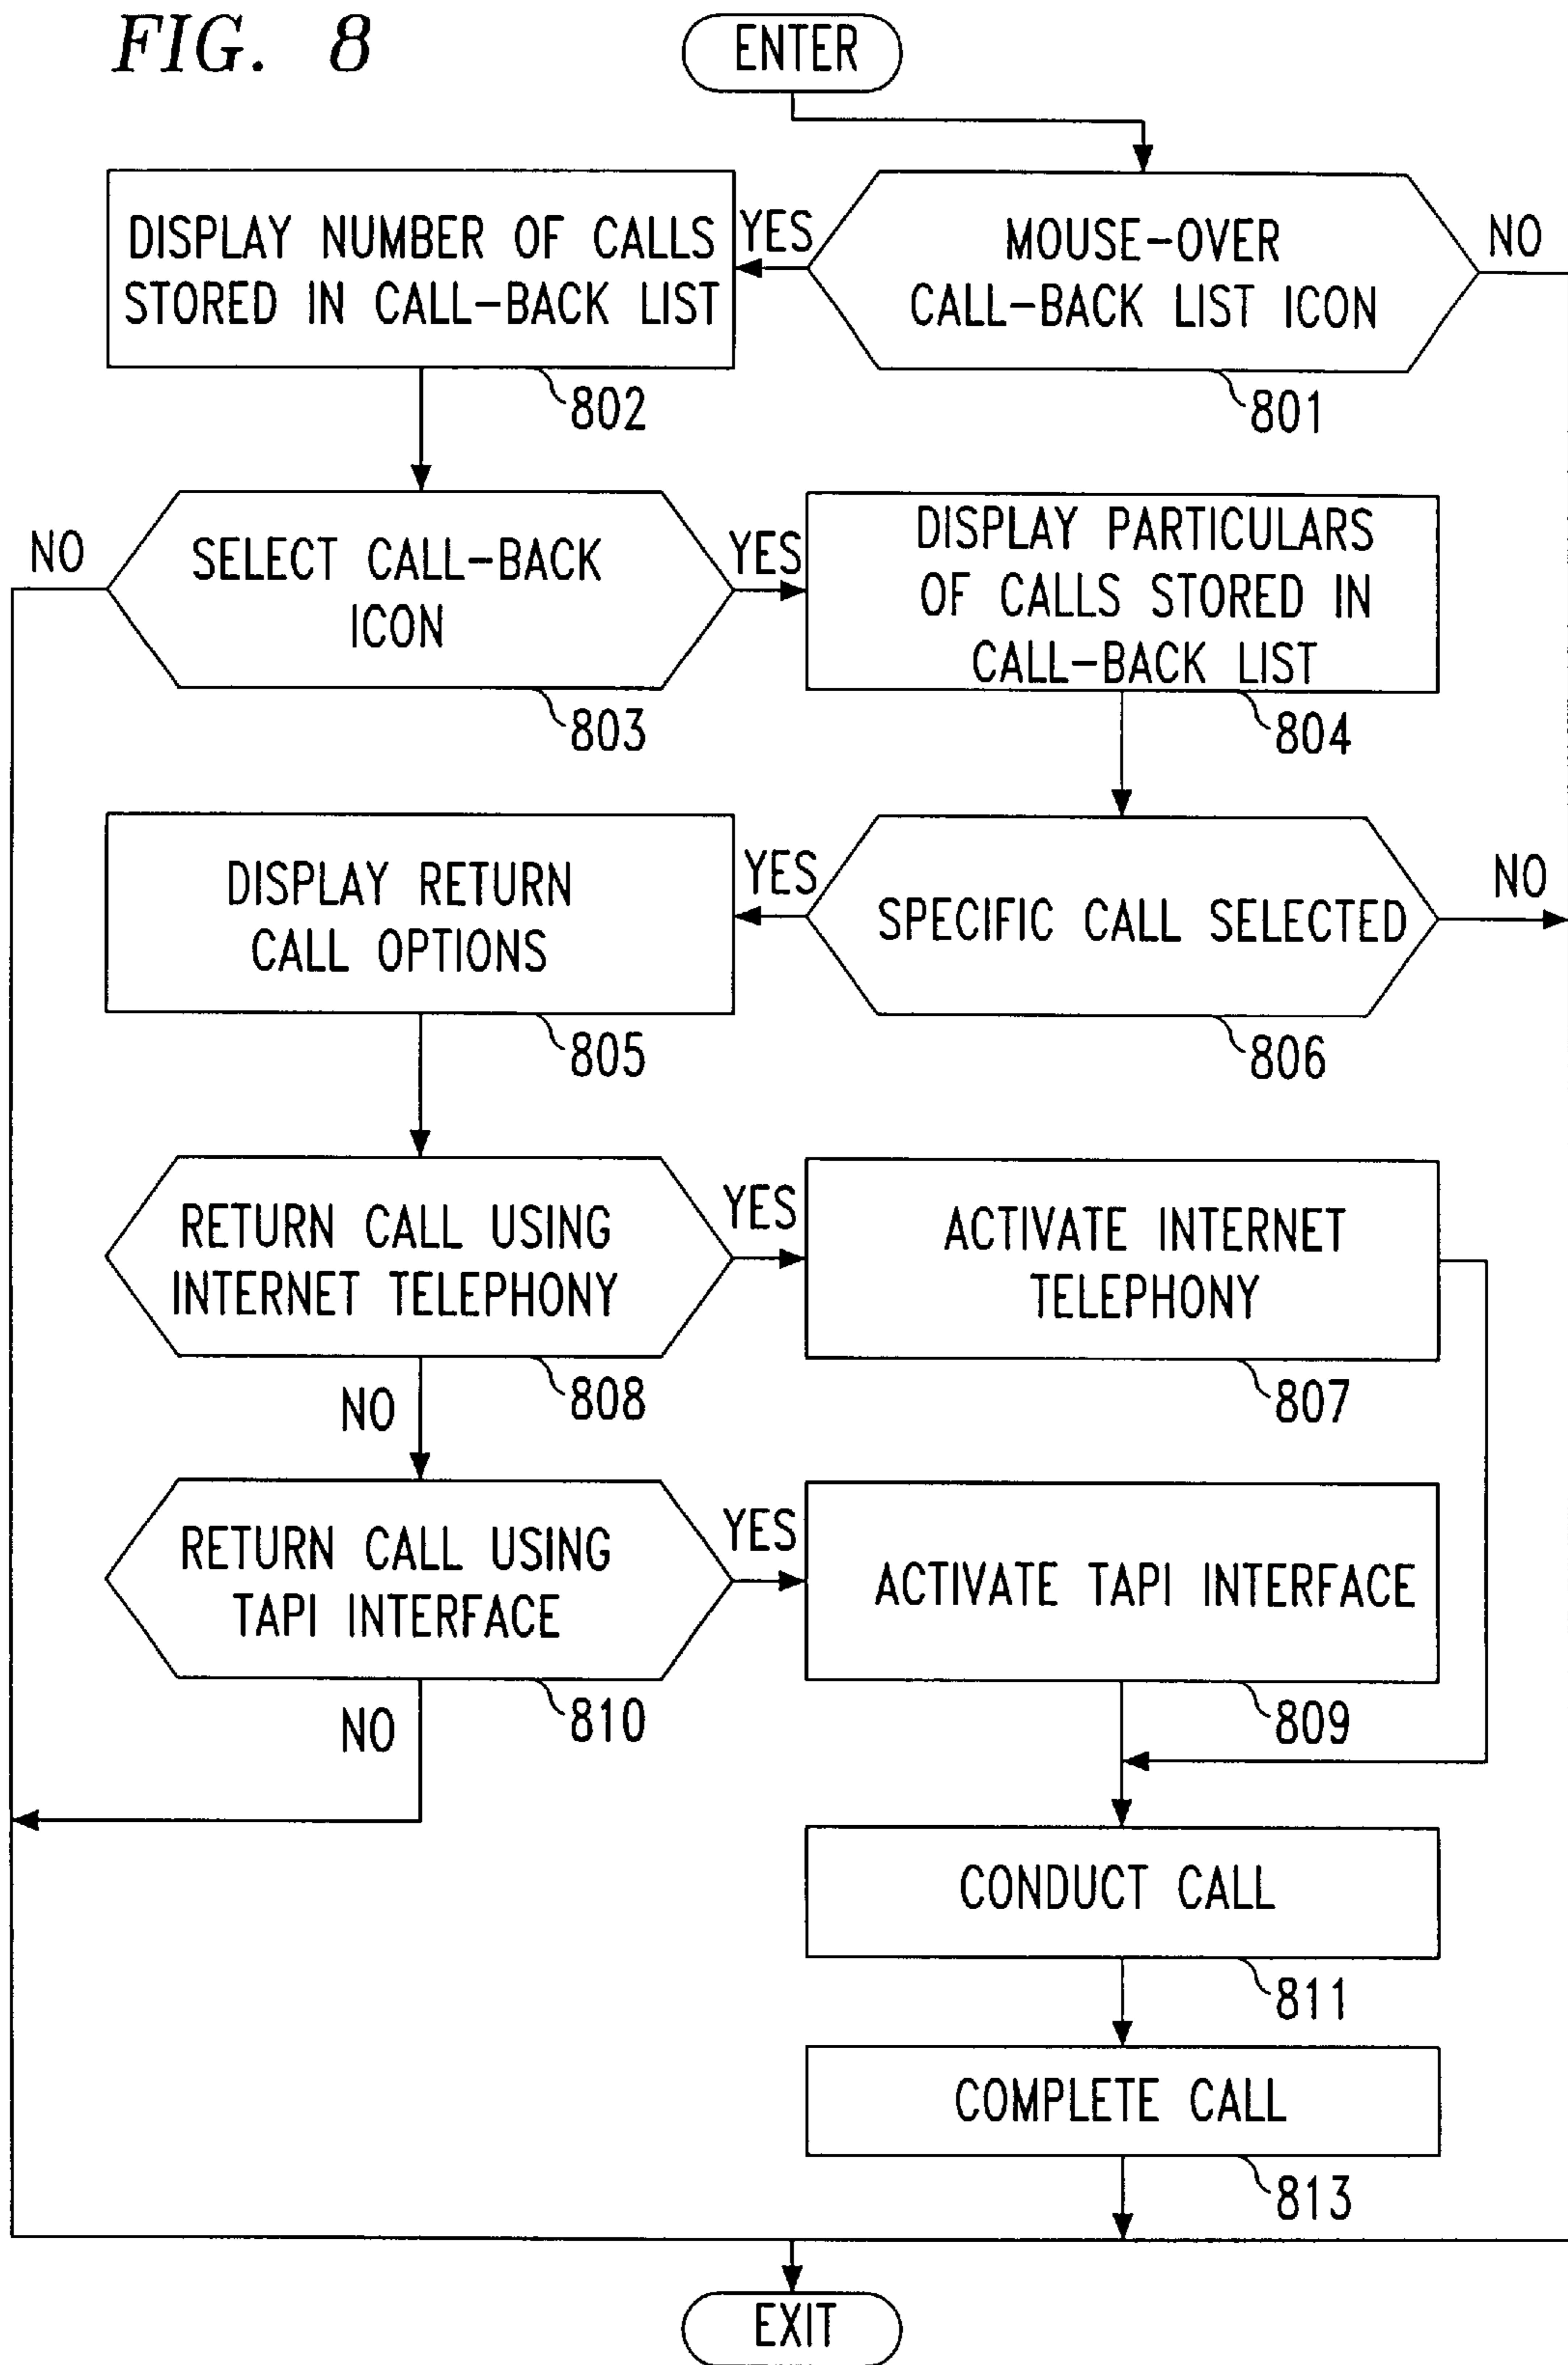 FIG. 8
ENTER
DISPLAY NUMBER OF CALLS
STORED IN CALL-BACK LIST
802
YES
MOUSE-OVER
CALL-BACK LIST ICON
801
NO
NO
SELECT CALL-BACK
ICON
803
YES
DISPLAY PARTICULARS
OF CALLS STORED IN
CALL-BACK LIST
804
DISPLAY RETURN
CALL OPTIONS
805
YES
SPECIFIC CALL SELECTED
806
NO
RETURN CALL USING
INTERNET TELEPHONY
808
YES
ACTIVATE INTERNET
TELEPHONY
807
NO
RETURN CALL USING
TAPI INTERFACE
810
YES
ACTIVATE TAPI INTERFACE
809
NO
CONDUCT CALL
811
COMPLETE CALL
813
EXIT